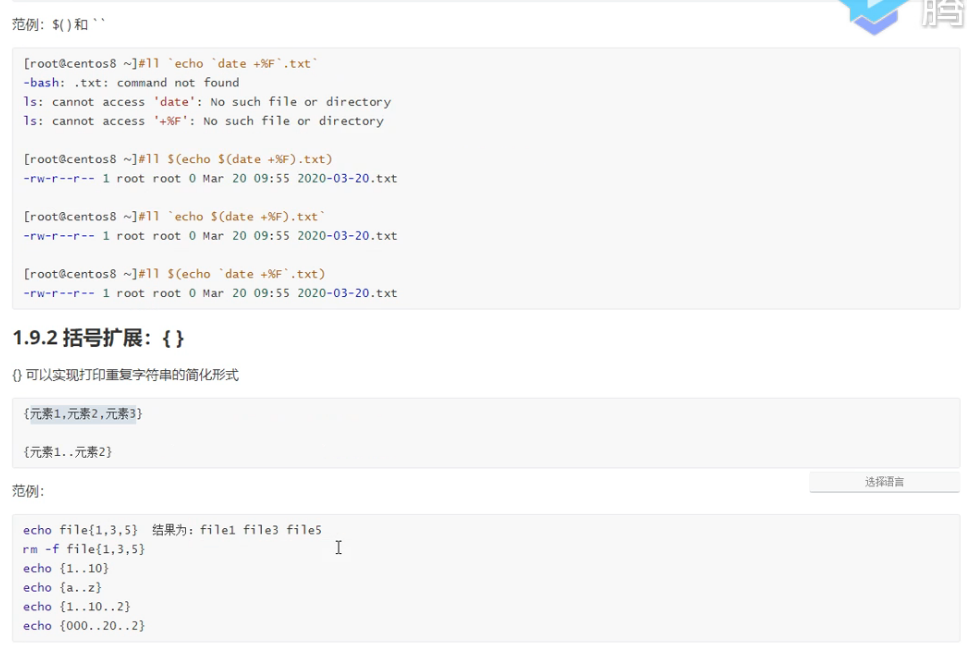 范例：$( ) 和 ` `
[root@centos8 ~]#ll `echo `date +%F`.txt`
-bash: .txt: command not found
ls: cannot access 'date': No such file or directory
ls: cannot access '+%F': No such file or directory
[root@centos8 ~]#ll $(echo $(date +%F).txt)
-rw-r--r-- 1 root root 0 Mar 20 09:55 2020-03-20.txt
[root@centos8 ~]#ll `echo $(date +%F).txt`
-rw-r--r-- 1 root root 0 Mar 20 09:55 2020-03-20.txt
[root@centos8 ~]#ll $(echo `date +%F`.txt)
-rw-r--r-- 1 root root 0 Mar 20 09:55 2020-03-20.txt
1.9.2 括号扩展：{ }
{} 可以实现打印重复字符串的简化形式
{元素1,元素2,元素3}
{元素1..元素2}
选择语言
范例：
echo file{1,3,5} 结果为：file1 file3 file5
rm -f file{1,3,5}
echo {1..10}
echo {a..z}
echo {1..10..2}
echo {000..20..2}
腾